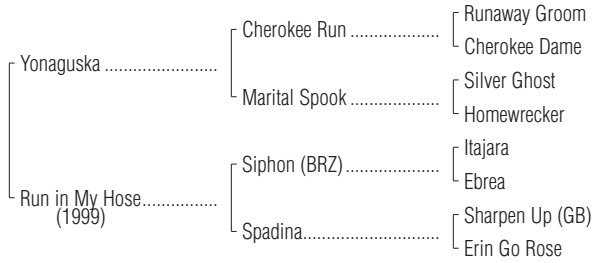 Runaway Groom
Cherokee Run ..................
Cherokee Dame
Yonaguska .......................
Silver Ghost
Marital Spook ..................
Homewrecker
Itajara
Siphon (BRZ)...................
Ebrea
Run in My Hose...............
(1999)
Sharpen Up (GB)
Spadina............................
Erin Go Rose